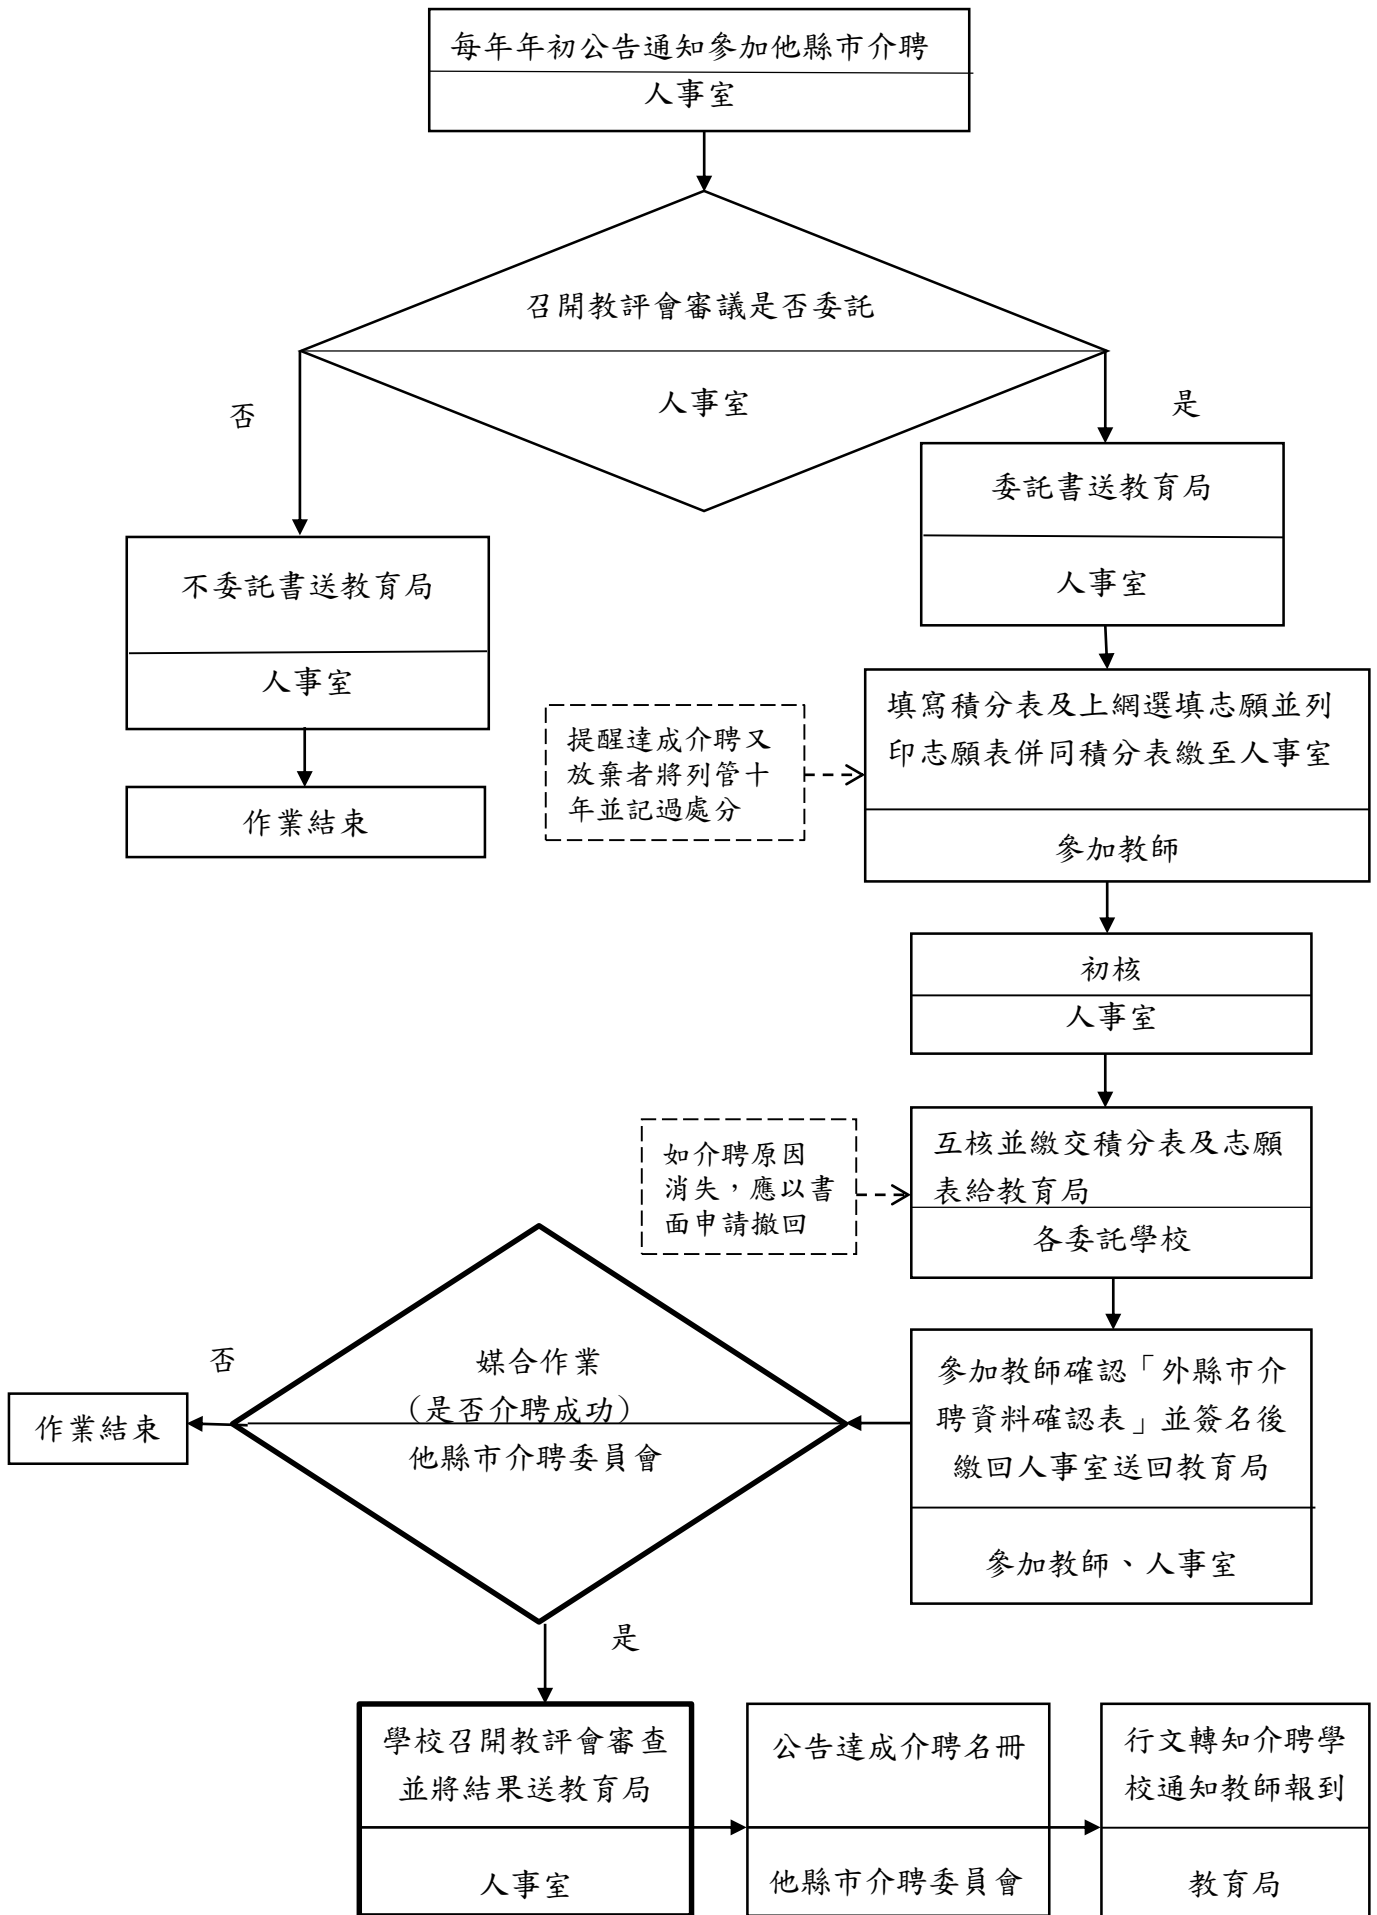 每年年初公告通知參加他縣市介聘
人事室
召開教評會審議是否委託
人事室
否
是
委託書送教育局
人事室
不委託書送教育局
人事室
作業結束
提醒達成介聘又
放棄者將列管十
年並記過處分
填寫積分表及上網選填志願並列
印志願表併同積分表繳至人事室
參加教師
初核
人事室
如介聘原因
消失，應以書
面申請撤回
互核並繳交積分表及志願
表給教育局
各委託學校
參加教師確認「外縣市介
聘資料確認表」並簽名後
繳回人事室送回教育局
參加教師、人事室
媒合作業
(是否介聘成功)
他縣市介聘委員會
否
作業結束
是
學校召開教評會審查
並將結果送教育局
人事室
公告達成介聘名冊
他縣市介聘委員會
行文轉知介聘學
校通知教師報到
教育局